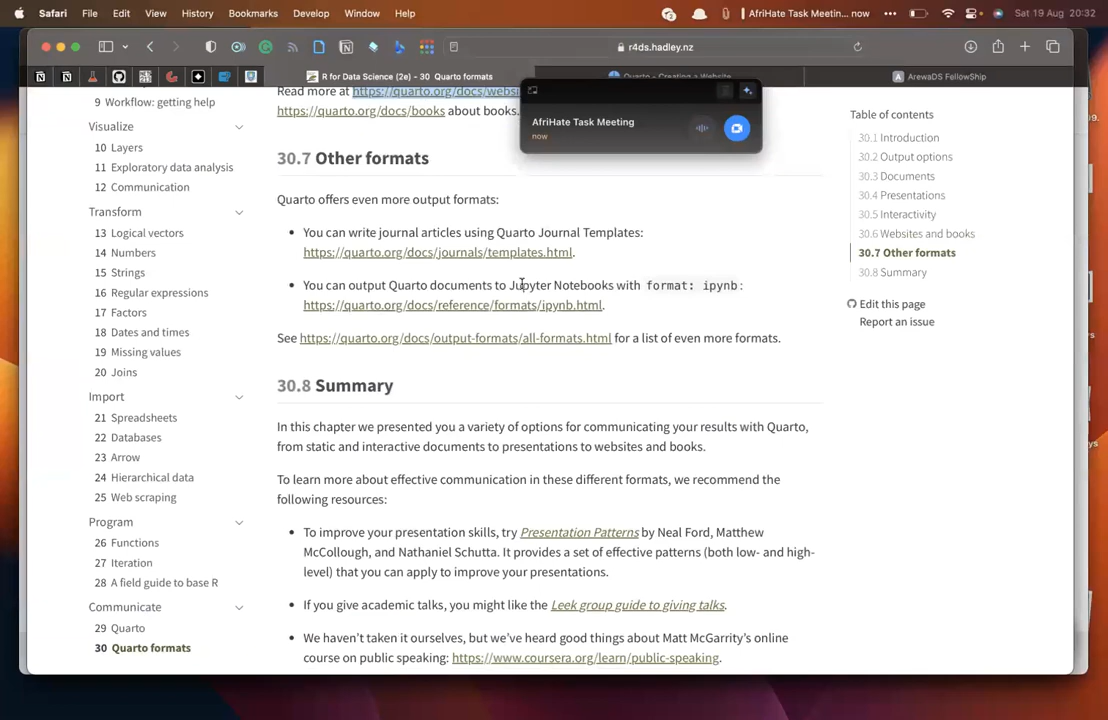 Safari File Edit Quarto History Bookmarks Develop Window Help
AfriHate Task Meetin... now
Sat 19 Aug 20:32
r4ds.hadley.nz
R for Data Science (2e) - 30 Quarto formats
Quarto - Creating a Website
ArewaDS FellowShip
AfriHate Task Meeting
now
9 Workflow: getting help
Visualize
10 Layers
11 Exploratory data analysis
12 Communication
Transform
13 Logical vectors
14 Numbers
15 Strings
16 Regular expressions
17 Factors
18 Dates and times
19 Missing values
20 Joins
Import
21 Spreadsheets
22 Databases
23 Arrow
24 Hierarchical data
25 Web scraping
Program
26 Functions
27 Iteration
28 A field guide to base R
Communicate
29 Quarto
30 Quarto formats
Read more at https://quarto.org/docs/websi
https://quarto.org/docs/books about books.
30.7 Other formats
Quarto offers even more output formats:
• You can write journal articles using Quarto Journal Templates:
https://quarto.org/docs/journals/templates.html.
• You can output Quarto documents to Jupyter Notebooks with format: ipynb:
https://quarto.org/docs/reference/formats/ipynb.html.
See https://quarto.org/docs/output-formats/all-formats.html for a list of even more formats.
30.8 Summary
In this chapter we presented you a variety of options for communicating your results with Quarto,
from static and interactive documents to presentations to websites and books.
To learn more about effective communication in these different formats, we recommend the
following resources:
• To improve your presentation skills, try Presentation Patterns by Neal Ford, Matthew
McCollough, and Nathaniel Schutta. It provides a set of effective patterns (both low- and high-
level) that you can apply to improve your presentations.
• If you give academic talks, you might like the Leek group guide to giving talks.
• We haven't taken it ourselves, but we've heard good things about Matt McGarrity's online
course on public speaking: https://www.coursera.org/learn/public-speaking.
Table of contents
30.1 Introduction
30.2 Output options
30.3 Documents
30.4 Presentations
30.5 Interactivity
30.6 Websites and books
30.7 Other formats
30.8 Summary
Edit this page
Report an issue